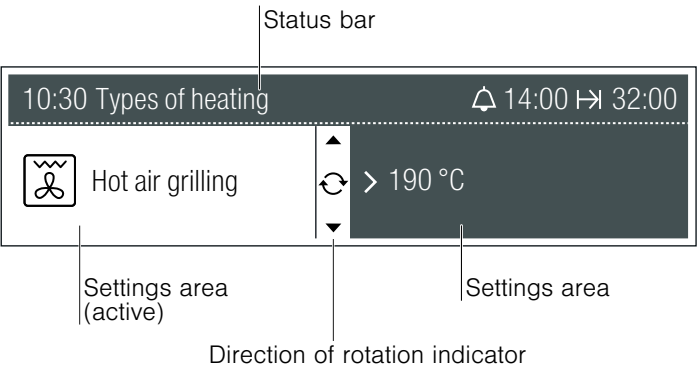 Status bar
10:30 Types of heating 14:00 32:00
Hot air grilling 190 °C
Settings area
(active)
Settings area
Direction of rotation indicator